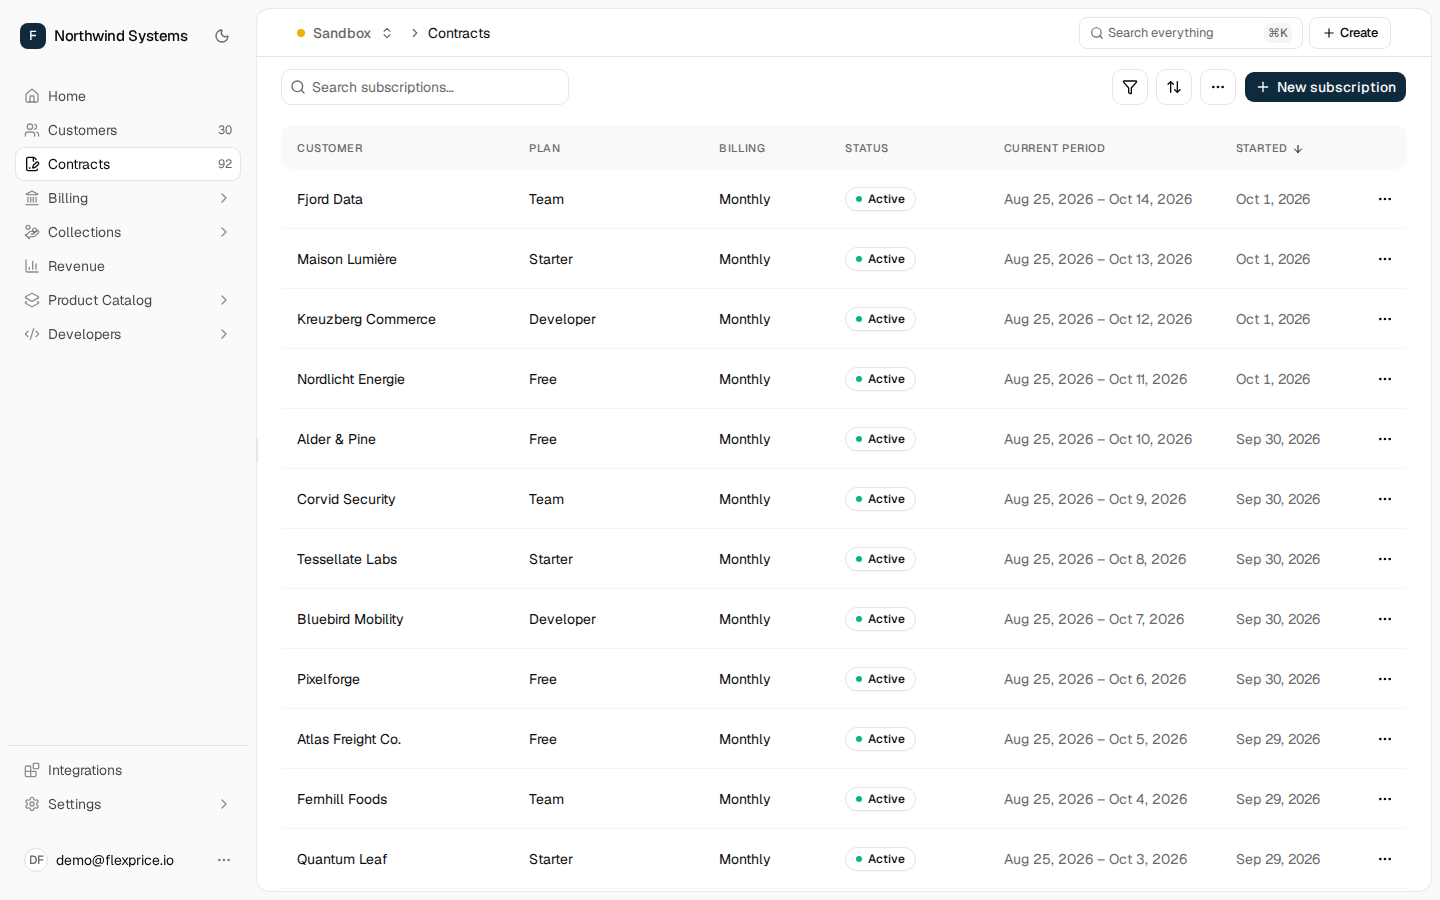 F Northwind Systems
Home
Customers 30
Contracts 92
Billing
Collections
Revenue
Product Catalog
Developers
Integrations
Settings
DF demo@flexprice.io
Sandbox Contracts
Search everything ⌘K
+ Create
Search subscriptions...
+ New subscription
CUSTOMER PLAN BILLING STATUS CURRENT PERIOD STARTED ↓
Fjord Data Team Monthly Active Aug 25, 2026 – Oct 14, 2026 Oct 1, 2026
Maison Lumière Starter Monthly Active Aug 25, 2026 – Oct 13, 2026 Oct 1, 2026
Kreuzberg Commerce Developer Monthly Active Aug 25, 2026 – Oct 12, 2026 Oct 1, 2026
Nordlicht Energie Free Monthly Active Aug 25, 2026 – Oct 11, 2026 Oct 1, 2026
Alder & Pine Free Monthly Active Aug 25, 2026 – Oct 10, 2026 Sep 30, 2026
Corvid Security Team Monthly Active Aug 25, 2026 – Oct 9, 2026 Sep 30, 2026
Tessellate Labs Starter Monthly Active Aug 25, 2026 – Oct 8, 2026 Sep 30, 2026
Bluebird Mobility Developer Monthly Active Aug 25, 2026 – Oct 7, 2026 Sep 30, 2026
Pixelforge Free Monthly Active Aug 25, 2026 – Oct 6, 2026 Sep 30, 2026
Atlas Freight Co. Free Monthly Active Aug 25, 2026 – Oct 5, 2026 Sep 29, 2026
Fernhill Foods Team Monthly Active Aug 25, 2026 – Oct 4, 2026 Sep 29, 2026
Quantum Leaf Starter Monthly Active Aug 25, 2026 – Oct 3, 2026 Sep 29, 2026